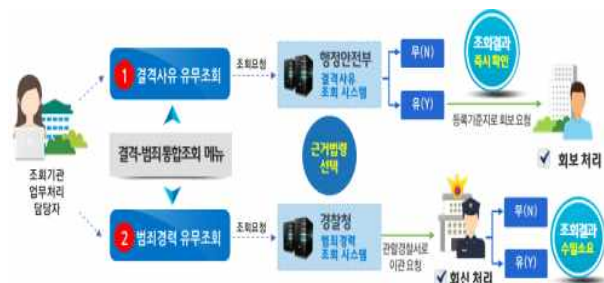 1 결격사유 유무조회
조회요청
행정안전부
결격사유
조회 시스템
무(N)
유(Y)
조회결과
즉시 확인
등록기준지로 회보 요청
회보 처리
조회기관
업무처리
담당자
결격-범죄통합조회 메뉴
근거법령
선택
2 범죄경력 유무조회
조회요청
경찰청
범죄경력
조회 시스템
관할경찰서로
이관 요청
회신 처리
무(N)
유(Y)
조회결과
수일소요